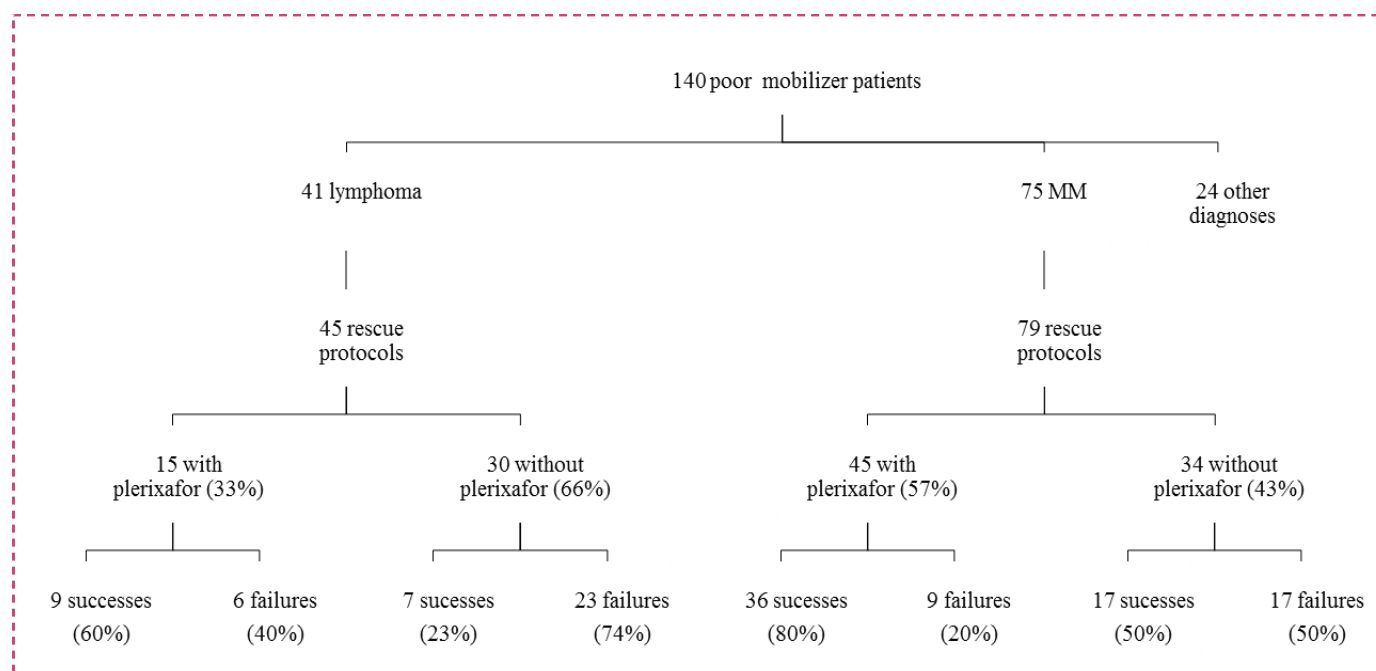 140 poor mobilizer patients
41 lymphoma
75 MM
24 other
diagnoses
45 rescue
protocols
79 rescue
protocols
15 with
plerixafor (33%)
30 without
plerixafor (66%)
45 with
plerixafor (57%)
34 without
plerixafor (43%)
9 successes
(60%)
6 failures
(40%)
7 sucesses
(23%)
23 failures
(74%)
36 sucesses
(80%)
9 failures
(20%)
17 sucesses
(50%)
17 failures
(50%)